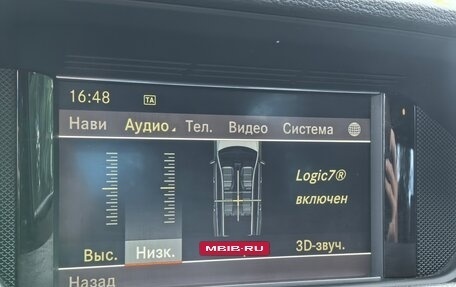 16:48 TA
Нави Аудио Тел. Видео Система
Logic7®
включен
Выс. Низк. MBIB·RU 3D-звуч.
Назад